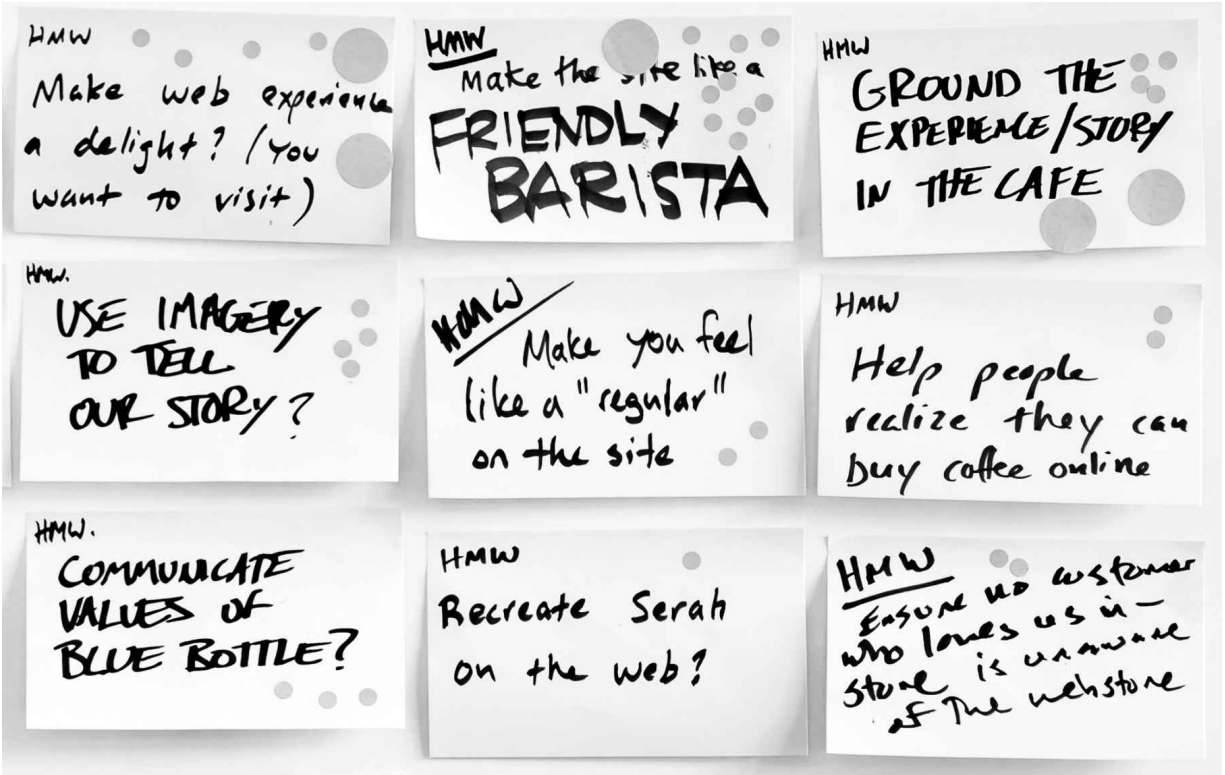 HMW
Make web experience
a delight? (you
want to visit)
HMW
Make the site like a
FRIENDLY
BARISTA
HMW
GROUND THE
EXPERIENCE/STORY
IN THE CAFE
HMW.
USE IMAGERY
TO TELL
OUR STORY?
HMW
Make you feel
like a "regular"
on the site
HMW
Help people
realize they can
buy coffee online
HMW.
COMMUNICATE
VALUES OF
BLUE BOTTLE?
HMW
Recreate Serah
on the web?
HMW
ENSURE no customer
who loves us in-
store is unaware
of The webstore